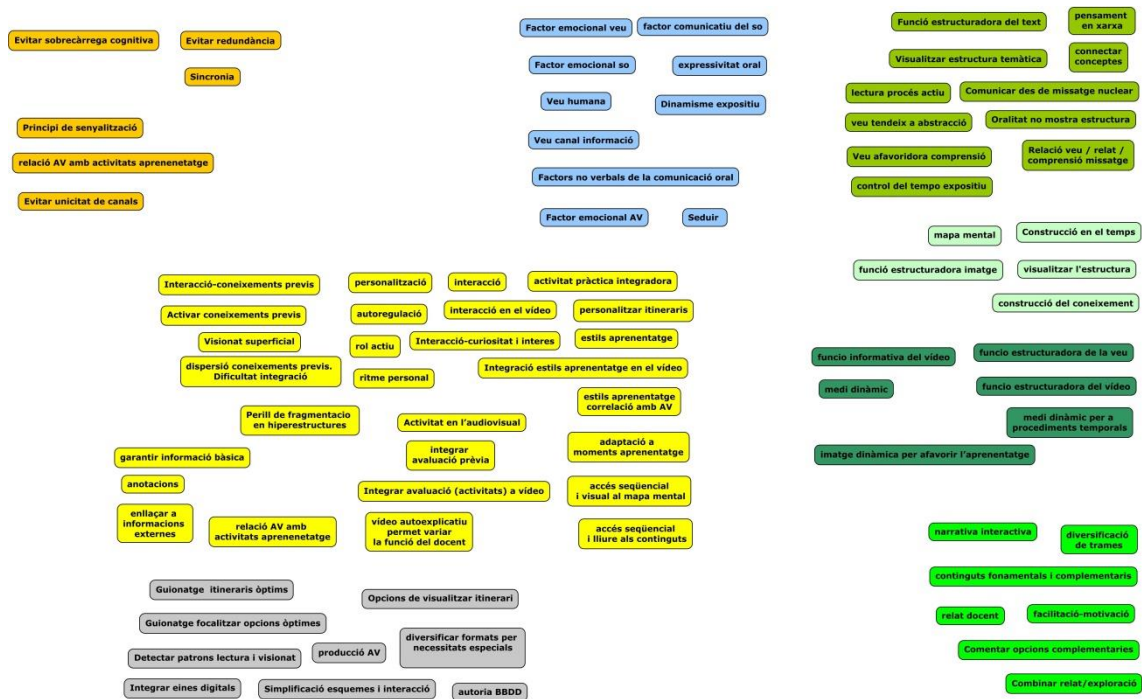 Evitar sobrecàrrega cognitiva
Evitar redundància
Sincronia
Principi de senyalització
relació AV amb activitats aprenenetatge
Evitar unicitat de canals
Factor emocional veu
factor comunicatiu del so
Factor emocional so
expressivitat oral
Veu humana
Dinamisme expositiu
Veu canal informació
Factors no verbals de la comunicació oral
Factor emocional AV
Seduir
Funció estructuradora del text
pensament
en xarxa
Visualitzar estructura temàtica
connectar
conceptes
lectura procés actiu
Comunicar des de missatge nuclear
veu tendeix a abstracció
Oralitat no mostra estructura
Veu afavoridora comprensió
Relació veu / relat /
comprensió missatge
control del tempo expositiu
mapa mental
Construcció en el temps
funció estructuradora imatge
visualitzar l'estructura
construcció del coneixement
Interacció-coneixements previs
personalització
interacció
activitat pràctica integradora
Activar coneixements previs
autoregulació
interacció en el vídeo
personalitzar itineraris
Visionat superficial
rol actiu
Interacció-curiositat i interes
estils aprenentatge
dispersió coneixements previs.
Dificultat integració
ritme personal
Integració estils aprenentatge en el vídeo
estils aprenentatge
correlació amb AV
Perill de fragmentacio
en hiperestructures
Activitat en l’audiovisual
garantir informació bàsica
integrar
avaluació prèvia
adaptació a
moments aprenentatge
anotacions
Integrar avaluació (activitats) a vídeo
accés seqüencial
i visual al mapa mental
enllaçar a
informacions
externes
relació AV amb
activitats aprenenetatge
vídeo autoexplicatiu
permet variar
la funció del docent
accés seqüencial
i lliure als continguts
funcio informativa del vídeo
funcio estructuradora de la veu
medi dinàmic
funcio estructuradora del vídeo
medi dinàmic per a
procediments temporals
imatge dinàmica per afavorir l’aprenentatge
Guionatge  itineraris òptims
Opcions de visualitzar itinerari
Guionatge focalitzar opcions òptimes
diversificar formats per
necessitats especials
Detectar patrons lectura i visionat
producció AV
Integrar eines digitals
Simplificació esquemes i interacció
autoria BBDD
narrativa interactiva
diversificació
de trames
continguts fonamentals i complementaris
relat docent
facilitació-motivació
Comentar opcions complementaries
Combinar relat/exploració